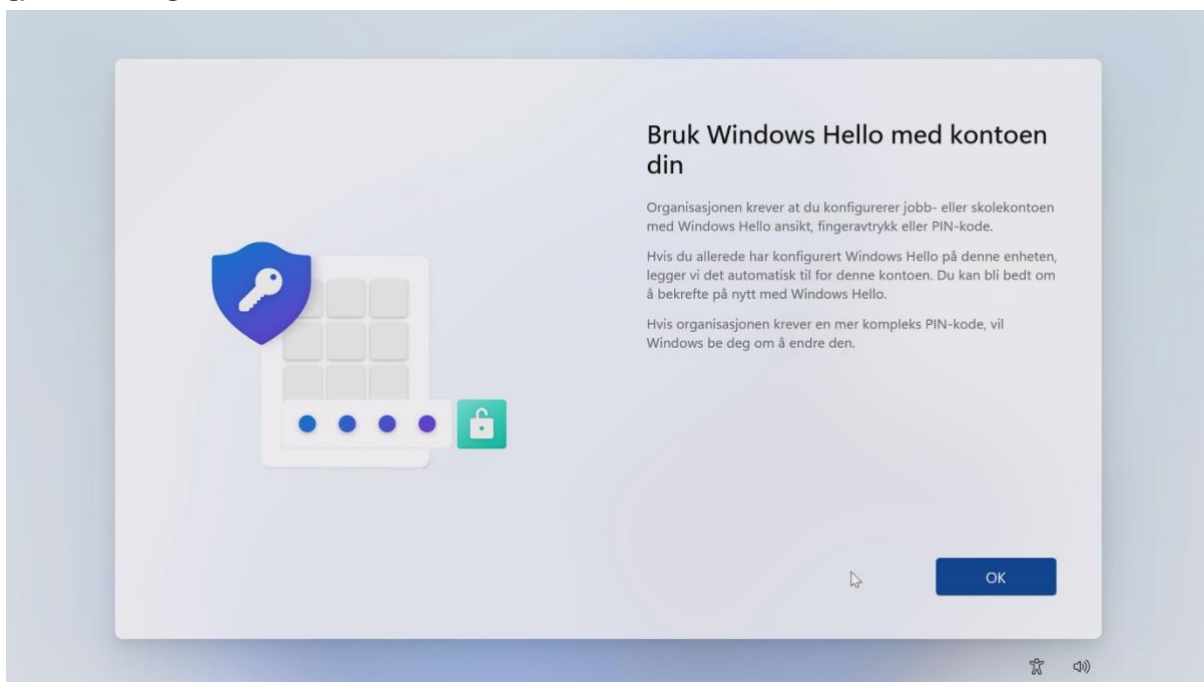 Bruk Windows Hello med kontoen
din
Organisasjonen krever at du konfigurerer jobb- eller skolekontoen
med Windows Hello ansikt, fingeravtrykk eller PIN-kode.
Hvis du allerede har konfigurert Windows Hello på denne enheten,
legger vi det automatisk til for denne kontoen. Du kan bli bedt om
å bekrefte på nytt med Windows Hello.
Hvis organisasjonen krever en mer kompleks PIN-kode, vil
Windows be deg om å endre den.
OK